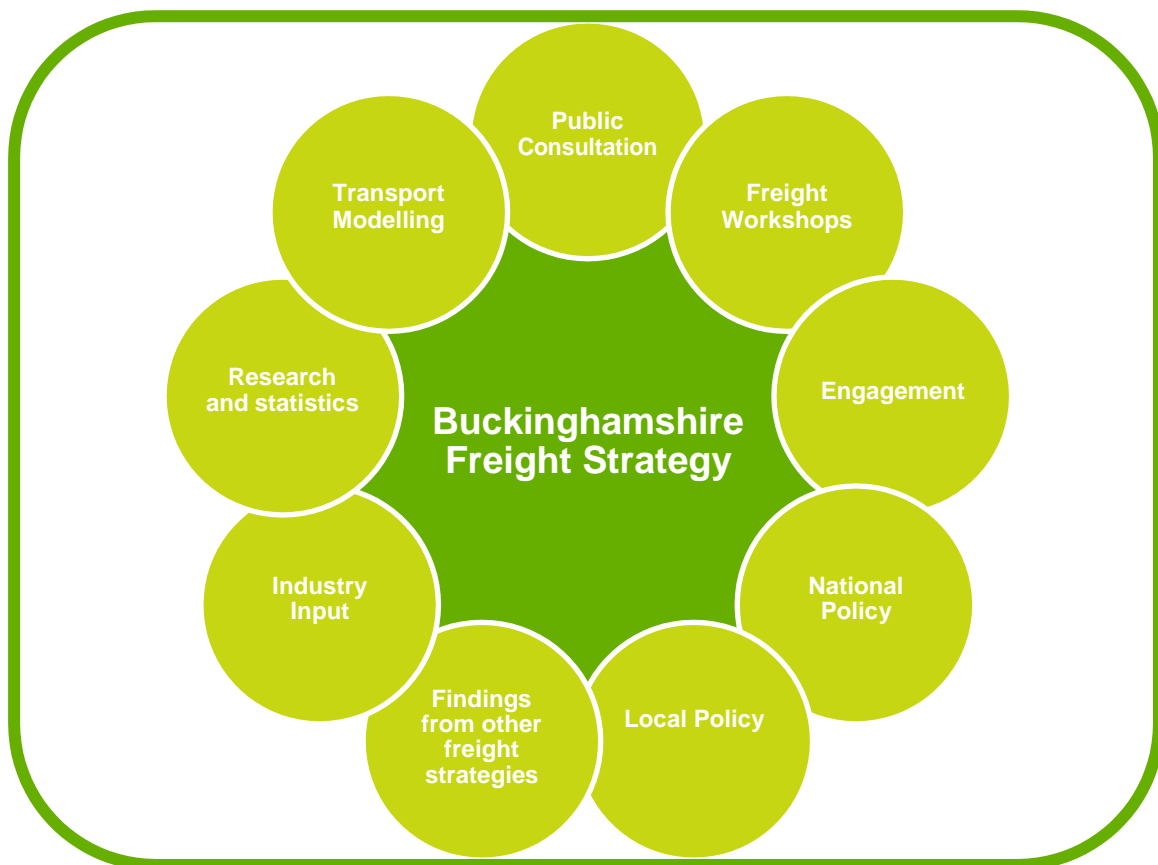 Public
Consultation
Freight
Workshops
Engagement
National
Policy
Local Policy
Findings
from other
freight
strategies
Industry
Input
Research
and statistics
Transport
Modelling
Buckinghamshire
Freight Strategy